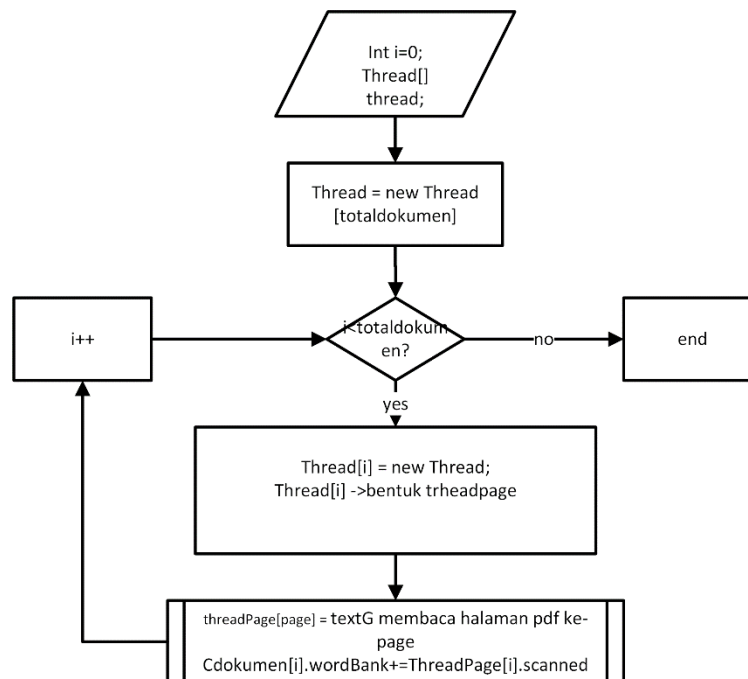 Int i=0;
Thread[]
thread;
Thread = new Thread
[totaldokumen]
i++
i<totaldokum
en?
no
end
yes
Thread[i] = new Thread;
Thread[i] ->bentuk trheadpage
threadPage[page] = textG membaca halaman pdf ke-
page
Cdokumen[i].wordBank+=ThreadPage[i].scanned